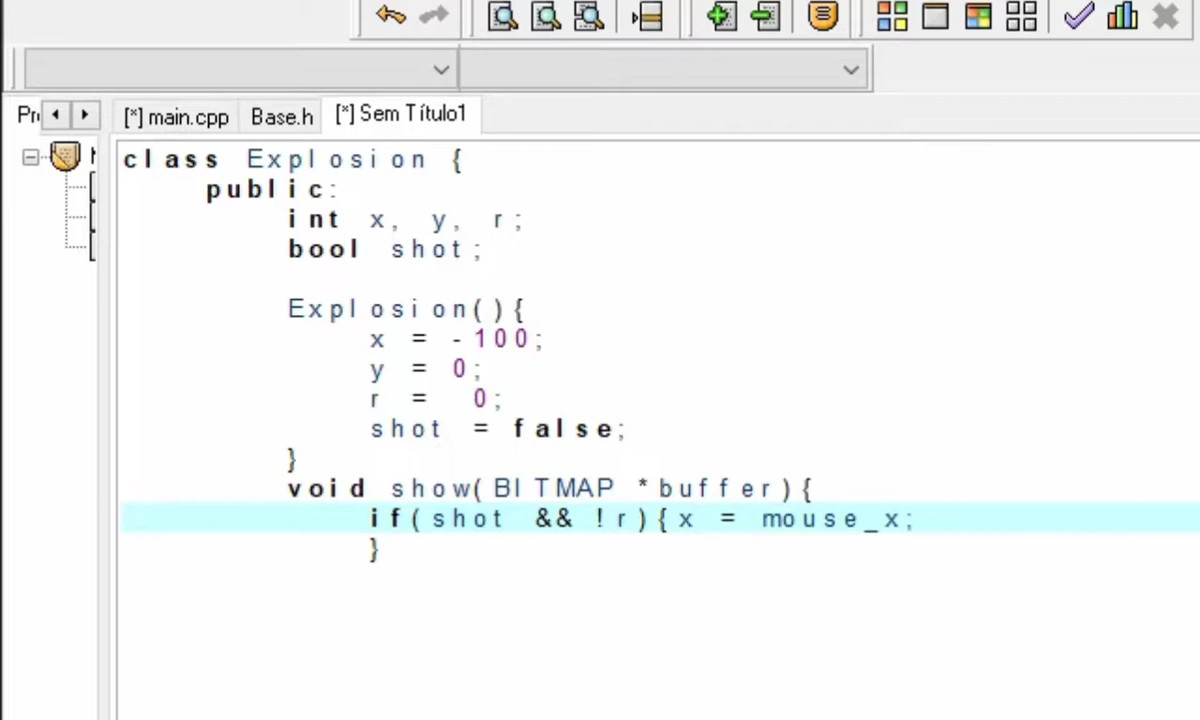 Pr
[*] main.cpp Base.h [*] Sem Título1
class Explosion {
public:
int x, y, r;
bool shot;
Explosion(){
x = -100;
y = 0;
r = 0;
shot = false;
}
void show(BITMAP *buffer){
if(shot && !r){x = mouse_x;
}